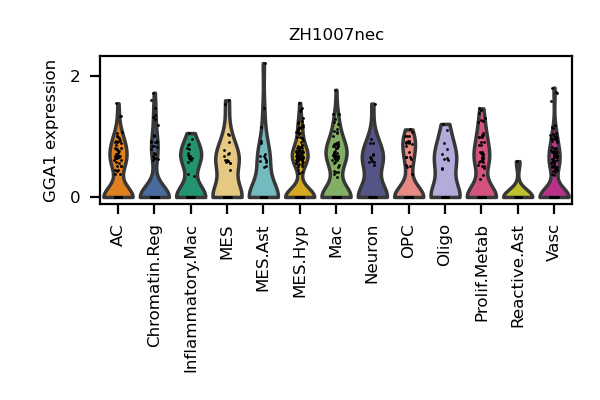 ZH1007nec
GGA1 expression
2
0
AC
Chromatin.Reg
Inflammatory.Mac
MES
MES.Ast
MES.Hyp
Mac
Neuron
OPC
Oligo
Prolif.Metab
Reactive.Ast
Vasc